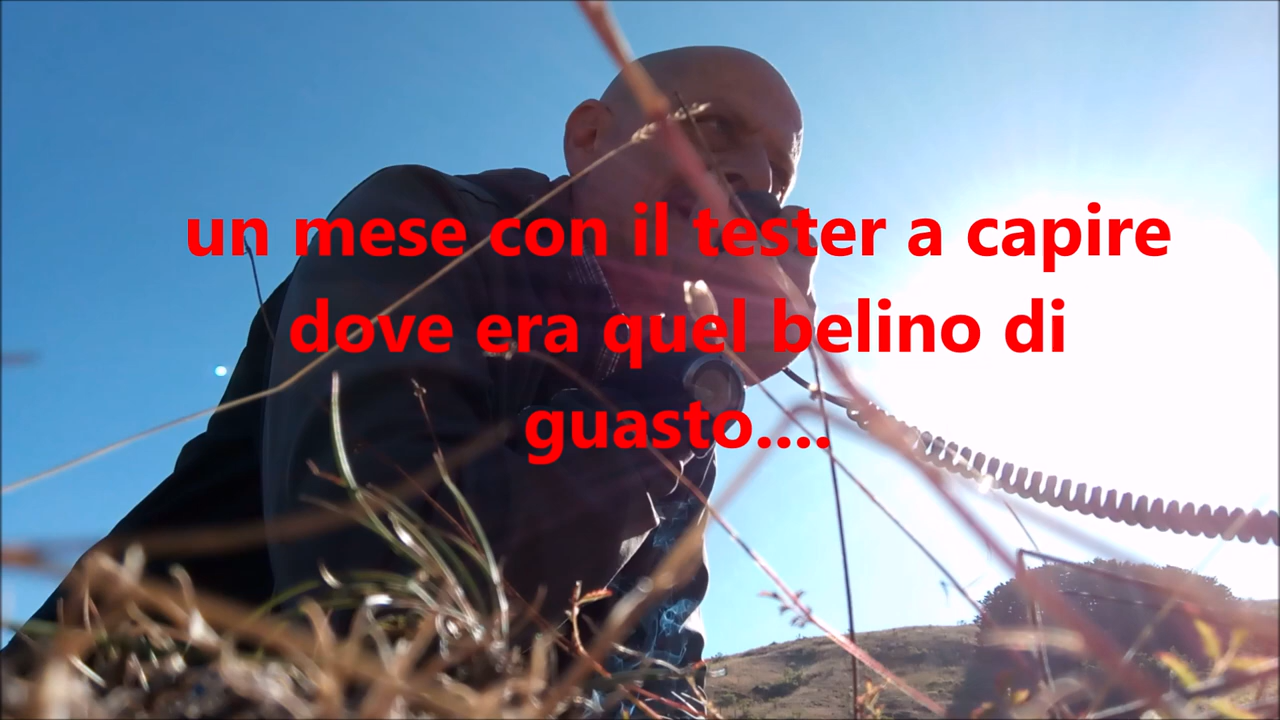 un mese con il tester a capire
dove era quel belino di
guasto....